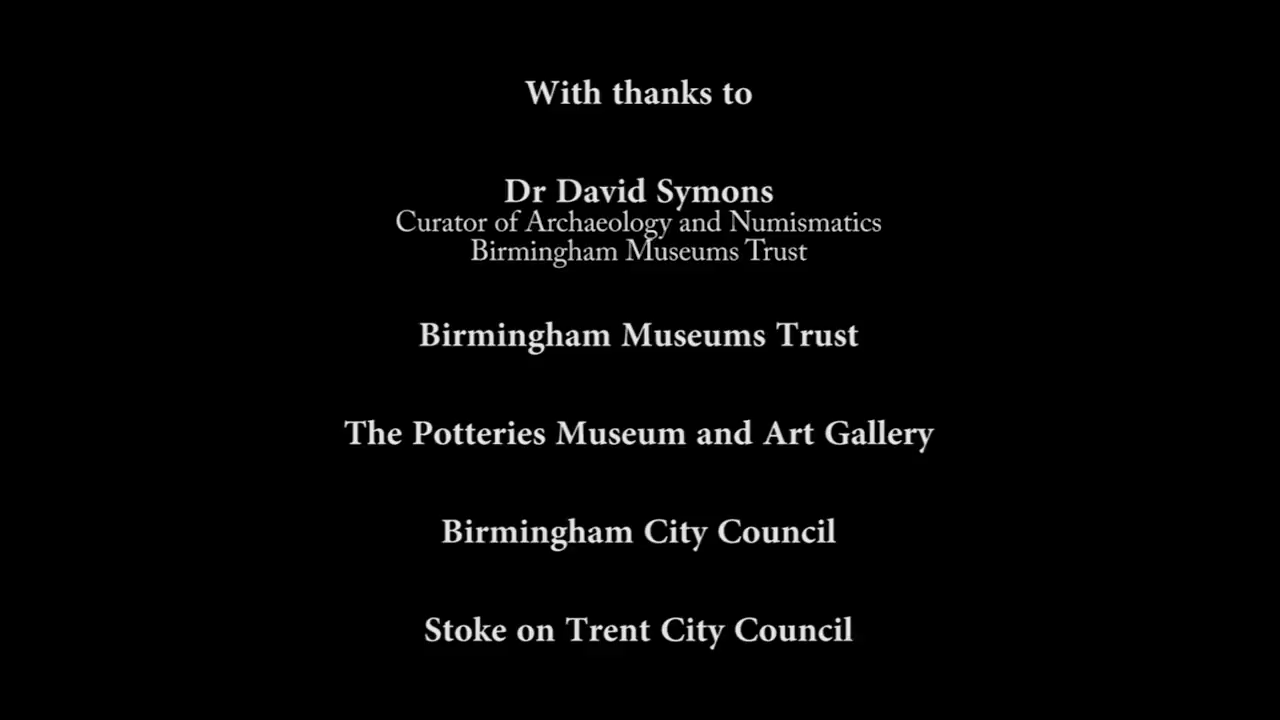 With thanks to
Dr David Symons
Curator of Archaeology and Numismatics
Birmingham Museums Trust
Birmingham Museums Trust
The Potteries Museum and Art Gallery
Birmingham City Council
Stoke on Trent City Council